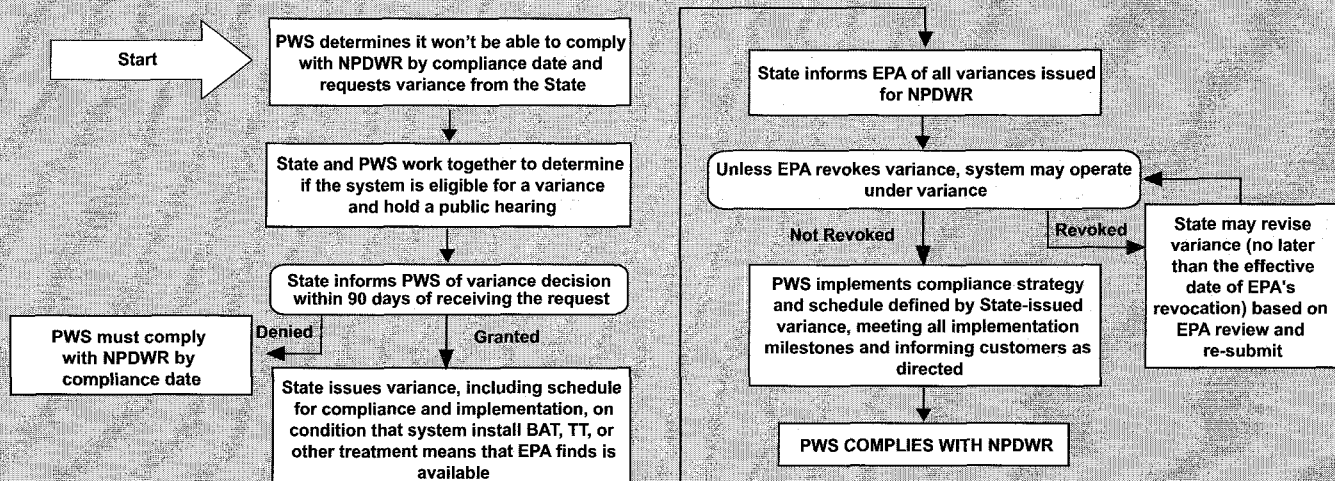 Start
PWS determines it won't be able to comply
with NPDWR by compliance date and
requests variance from the State
State and PWS work together to determine
if the system is eligible for a variance
and hold a public hearing
State informs PWS of variance decision
within 90 days of receiving the request
Denied
Granted
PWS must comply
with NPDWR by
compliance date
State issues variance, including schedule
for compliance and implementation, on
condition that system install BAT, TT, or
other treatment means that EPA finds is
available
State informs EPA of all variances issued
for NPDWR
Unless EPA revokes variance, system may operate
under variance
Not Revoked
Revoked
State may revise
variance (no later
than the effective
date of EPA's
revocation) based on
EPA review and
re-submit
PWS implements compliance strategy
and schedule defined by State-issued
variance, meeting all implementation
milestones and informing customers as
directed
PWS COMPLIES WITH NPDWR